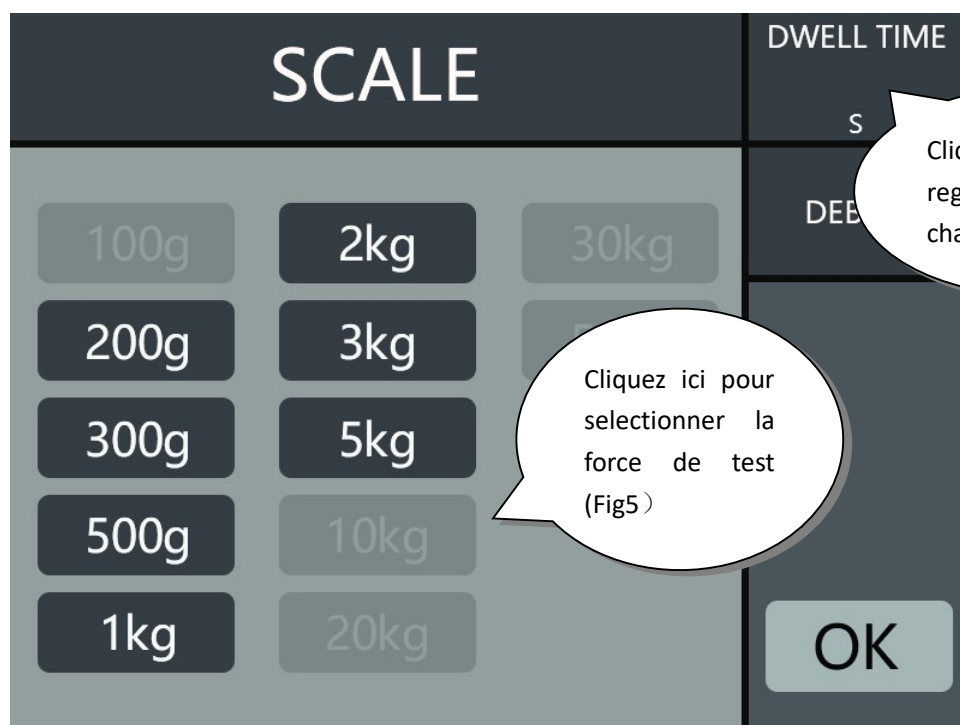 SCALE
DWELL TIME
S
100g
2kg
30kg
200g
3kg
300g
5kg
500g
10kg
1kg
20kg
Cliquez ici pour
selectionner la
force de test
(Fig5）
OK